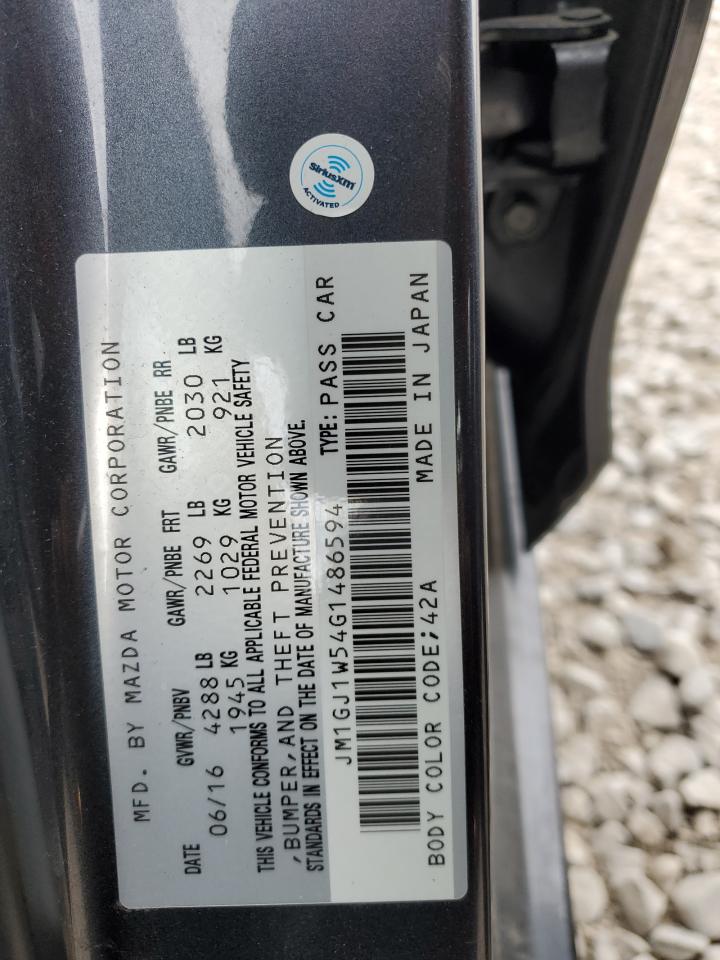 siriusxm
ACTIVATED
MFD. BY MAZDA MOTOR CORPORATION
DATE GVWR/PNBV GAWR/PNBE FRT GAWR/PNBE RR
06/16 4288 LB 2269 LB 2030 LB
1945 KG 1029 KG 921 KG
THIS VEHICLE CONFORMS TO ALL APPLICABLE FEDERAL MOTOR VEHICLE SAFETY
,BUMPER,AND THEFT PREVENTION
STANDARDS IN EFFECT ON THE DATE OF MANUFACTURE SHOWN ABOVE.
JM1GJ1W54G1486594 TYPE: PASS CAR
BODY COLOR CODE;42A MADE IN JAPAN